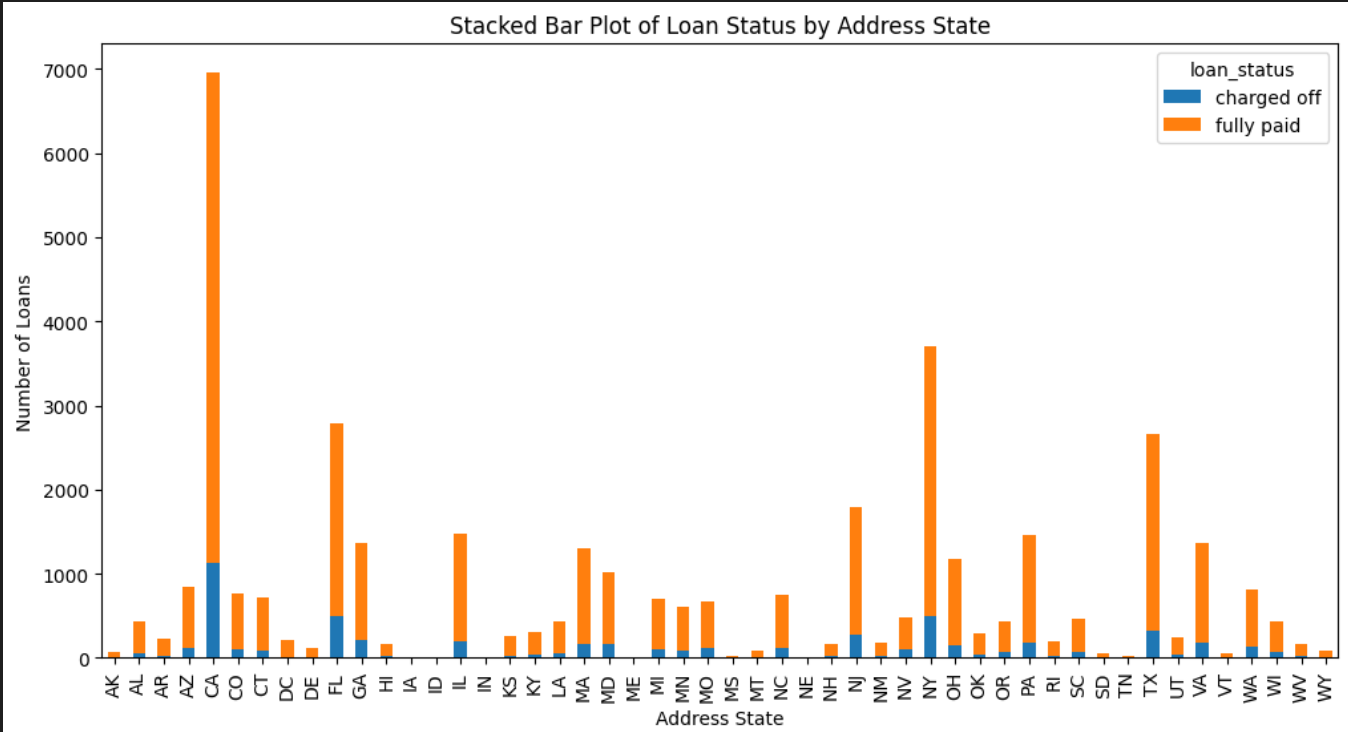 Stacked Bar Plot of Loan Status by Address State
loan_status
charged off
fully paid
Number of Loans
7000
6000
5000
4000
3000
2000
1000
0
AK AL AR AZ CA CO CT DC DE FL GA HI IA ID IL IN KS KY LA MA MD ME MI MN MO MS MT NC NE NH NJ NM NV NY OH OK OR PA RI SC SD TN TX UT VA VT WA WI WV WY
Address State